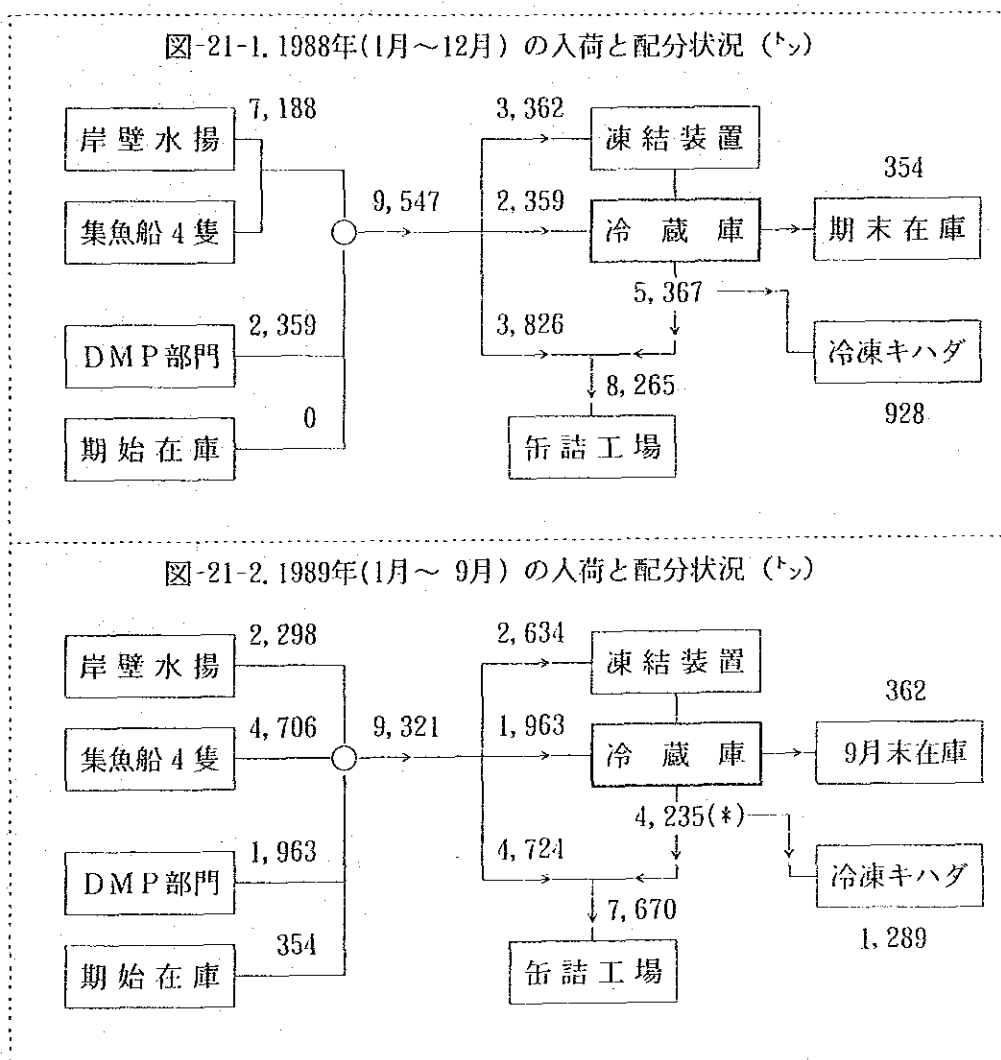 図-21-1. 1988年(1月～12月) の入荷と配分状況 (トン)
7,188
3,362
岸壁水揚
凍結装置
354
9,547
2,359
集魚船4隻
冷蔵庫
期末在庫
5,367
2,359
3,826
DMP部門
冷凍キハダ
8,265
0
928
期始在庫
缶詰工場
図-21-2. 1989年(1月～ 9月) の入荷と配分状況 (トン)
2,298
2,634
岸壁水揚
凍結装置
362
4,706
9,321
1,963
集魚船4隻
冷蔵庫
9月末在庫
4,235(*)
1,963
4,724
DMP部門
冷凍キハダ
7,670
354
1,289
期始在庫
缶詰工場